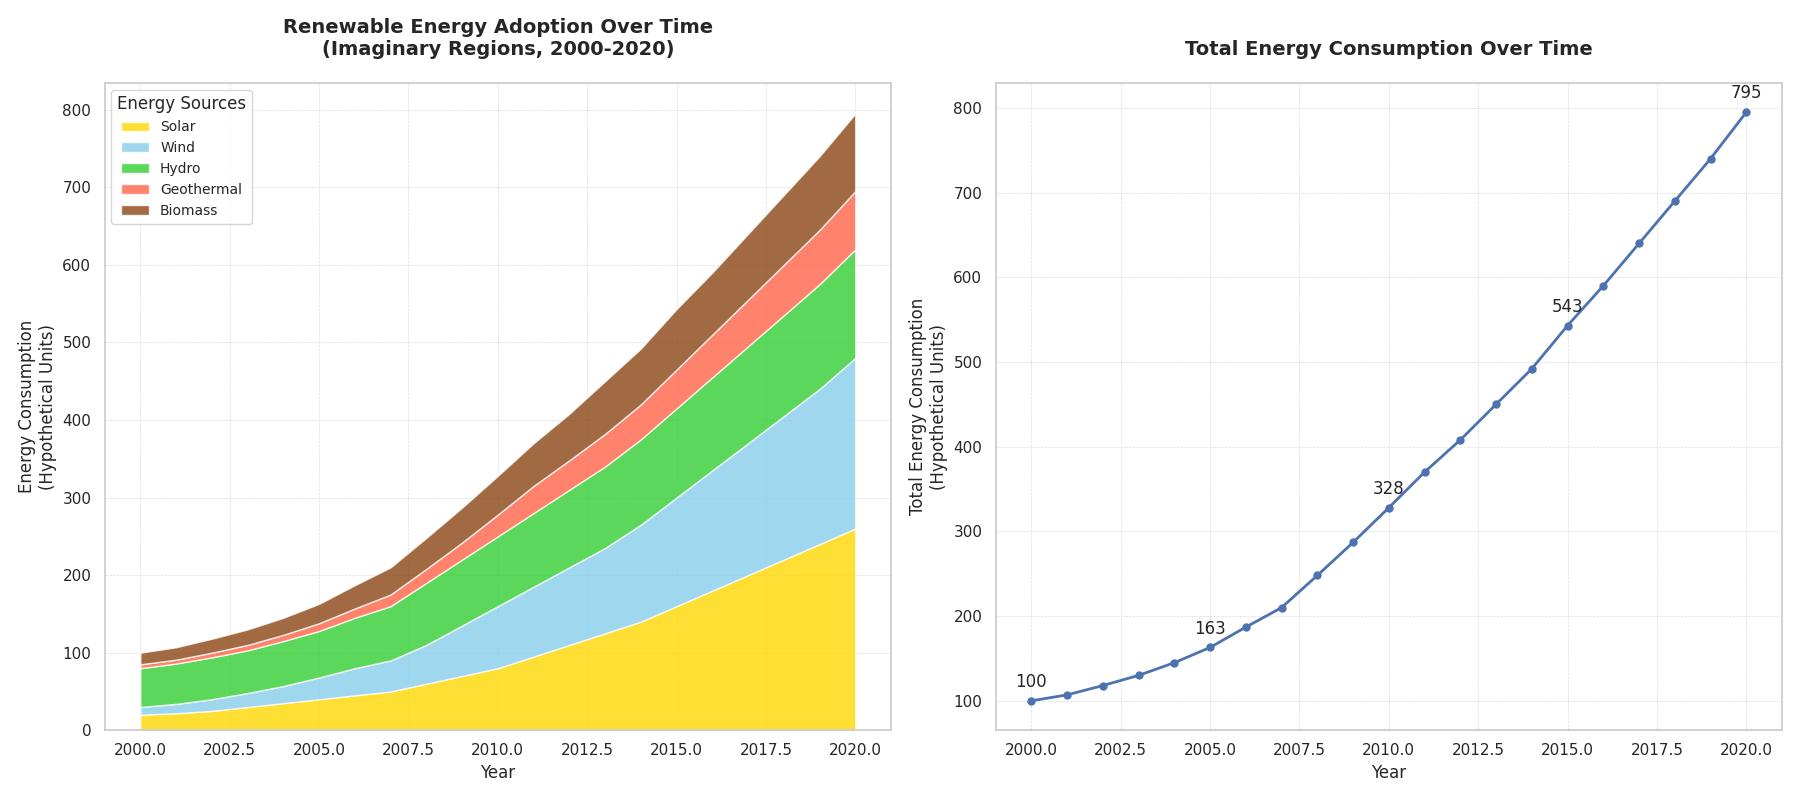 Renewable Energy Adoption Over Time
(Imaginary Regions, 2000-2020)
Energy Sources
Solar
Wind
Hydro
Geothermal
Biomass
Energy Consumption
(Hypothetical Units)
800
700
600
500
400
300
200
100
0
2000.0 2002.5 2005.0 2007.5 2010.0 2012.5 2015.0 2017.5 2020.0
Year
Total Energy Consumption Over Time
Total Energy Consumption
(Hypothetical Units)
800
700
600
500
400
300
200
100
795
543
328
163
100
2000.0 2002.5 2005.0 2007.5 2010.0 2012.5 2015.0 2017.5 2020.0
Year